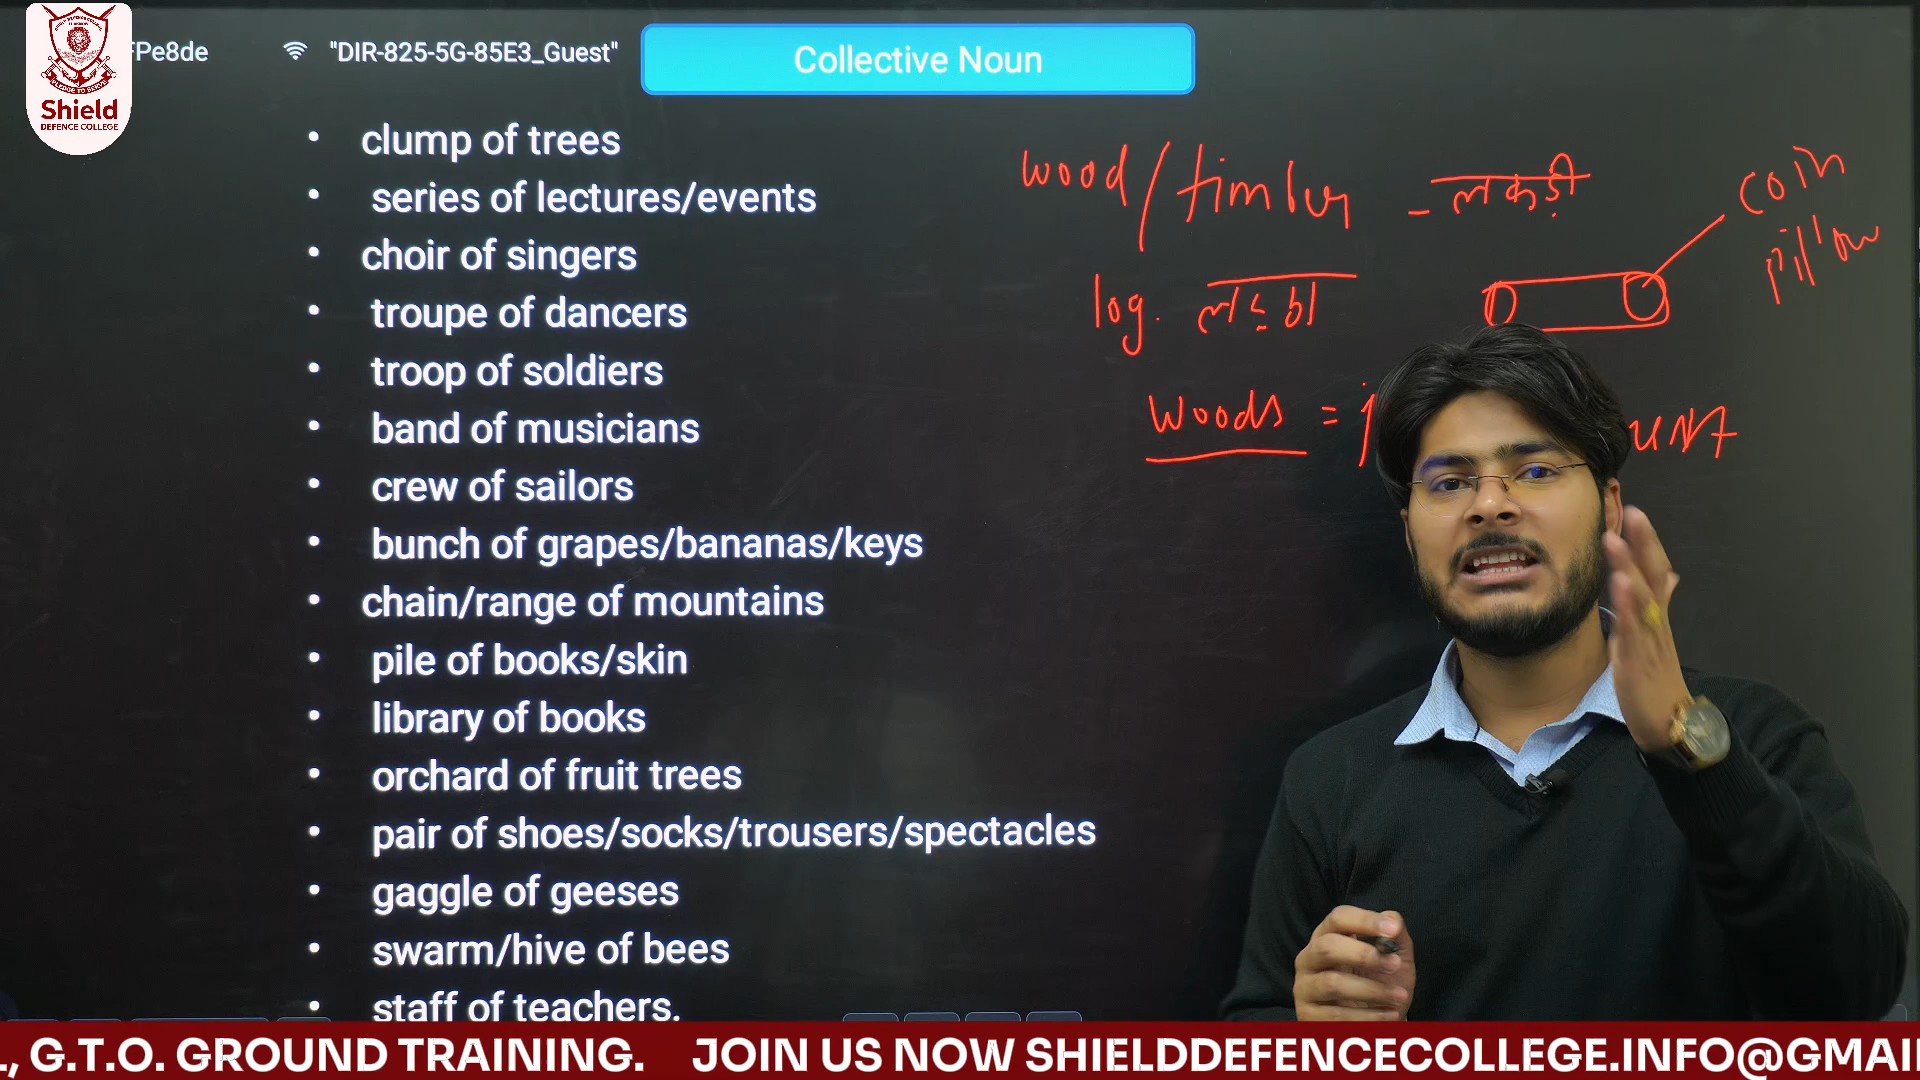 FPe8de
"DIR-825-5G-85E3_Guest"
Collective Noun
Shield
DEFENCE COLLEGE
• clump of trees
• series of lectures/events
• choir of singers
• troupe of dancers
• troop of soldiers
• band of musicians
• crew of sailors
• bunch of grapes/bananas/keys
• chain/range of mountains
• pile of books/skin
• library of books
• orchard of fruit trees
• pair of shoes/socks/trousers/spectacles
• gaggle of geeses
• swarm/hive of bees
• staff of teachers.
wood/timber - लकड़ी
coin
pillow
log.
woods =
G.T.O. GROUND TRAINING. JOIN US NOW SHIELDDEFENCECOLLEGE.INFO@GMAI